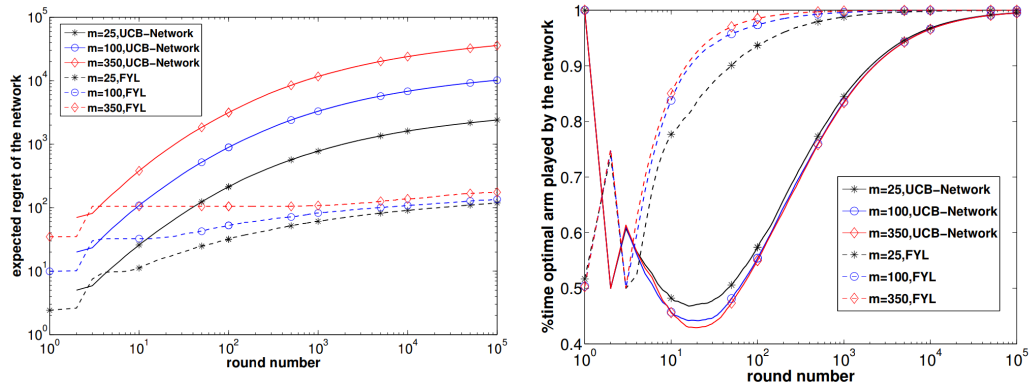 expected regret of the network
10^5
10^4
10^3
10^2
10^1
10^0
m=25,UCB-Network
m=100,UCB-Network
m=350,UCB-Network
m=25,FYL
m=100,FYL
m=350,FYL
10^0
10^1
10^2
10^3
10^4
10^5
round number
%time optimal arm played by the network
1
0.9
0.8
0.7
0.6
0.5
0.4
m=25,UCB-Network
m=100,UCB-Network
m=350,UCB-Network
m=25,FYL
m=100,FYL
m=350,FYL
10^0
10^1
10^2
10^3
10^4
10^5
round number